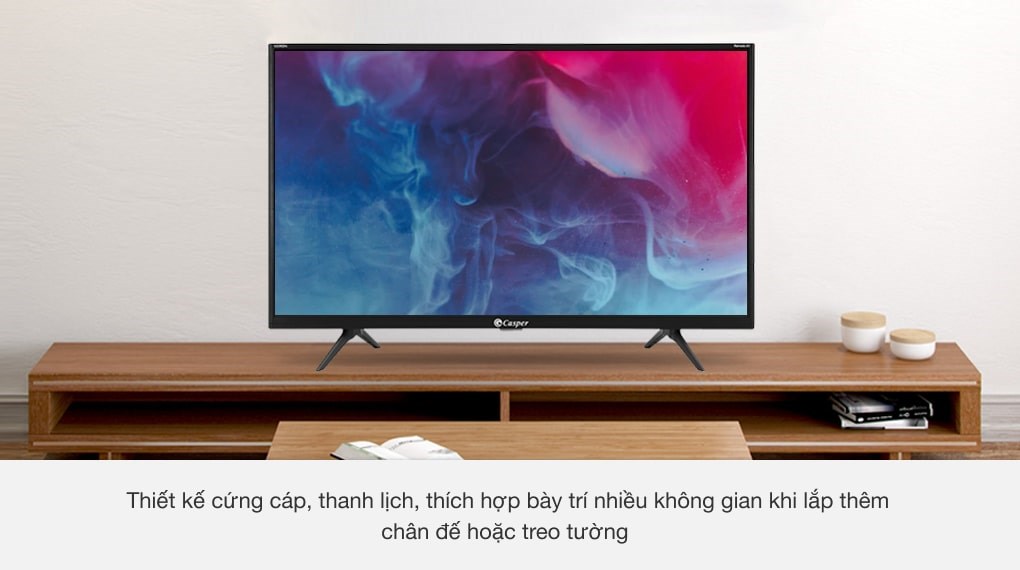 Casper
Thiết kế cứng cáp, thanh lịch, thích hợp bày trí nhiều không gian khi lắp thêm
chân đế hoặc treo tường